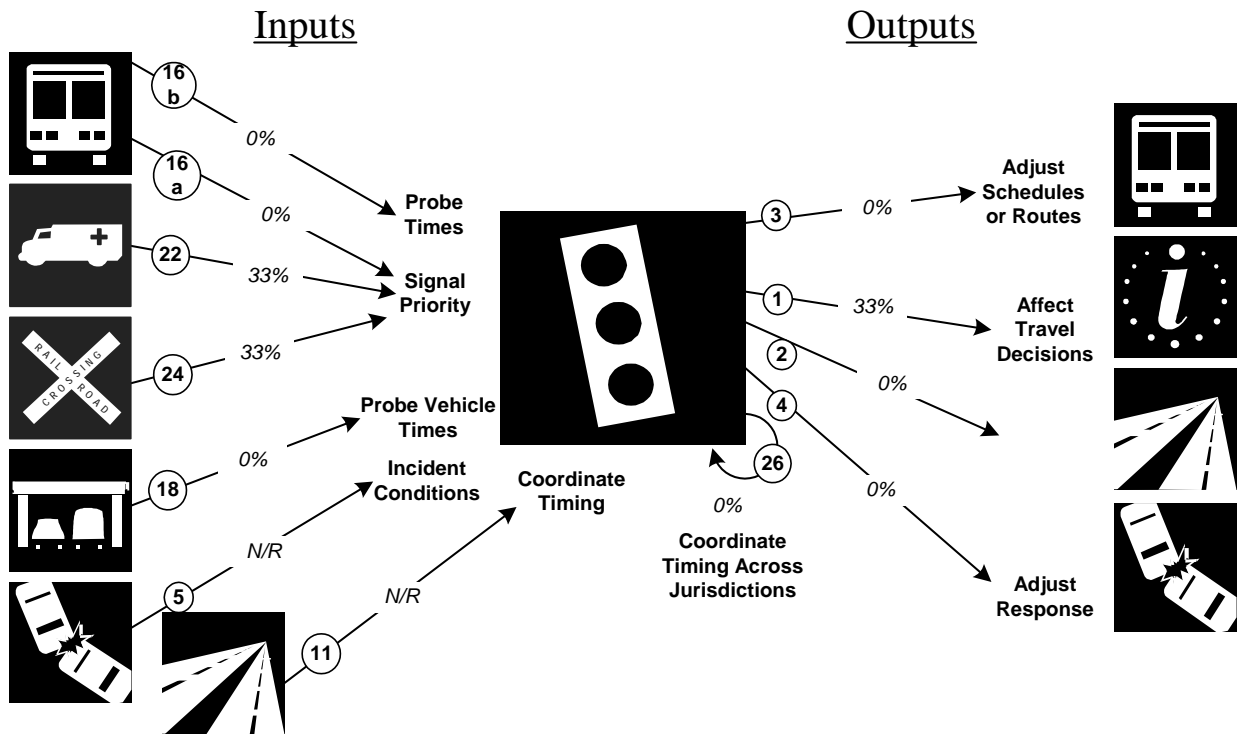 Inputs
Outputs
16
b
0%
16
a
0%
22
33%
RAIL ROAD
CROSSING
24
33%
18
0%
5
N/R
11
N/R
Probe
Times
Signal
Priority
Probe Vehicle
Times
Incident
Conditions
Coordinate
Timing
3
0%
1
33%
2
0%
4
0%
26
0%
Coordinate
Timing Across
Jurisdictions
Adjust
Schedules
or Routes
i
Affect
Travel
Decisions
Adjust
Response